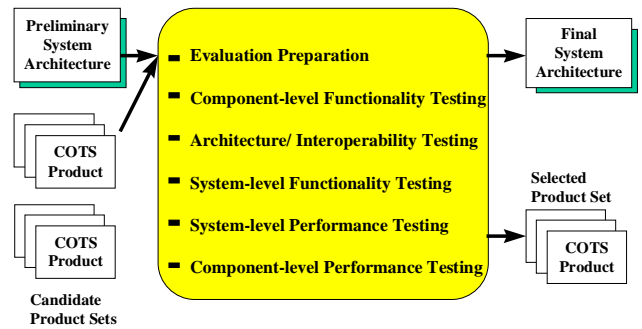 Preliminary
System
Architecture
COTS
Product
COTS
Product
Candidate
Product Sets
Evaluation Preparation
Component-level Functionality Testing
Architecture/ Interoperability Testing
System-level Functionality Testing
System-level Performance Testing
Component-level Performance Testing
Final
System
Architecture
Selected
Product Set
COTS
Product